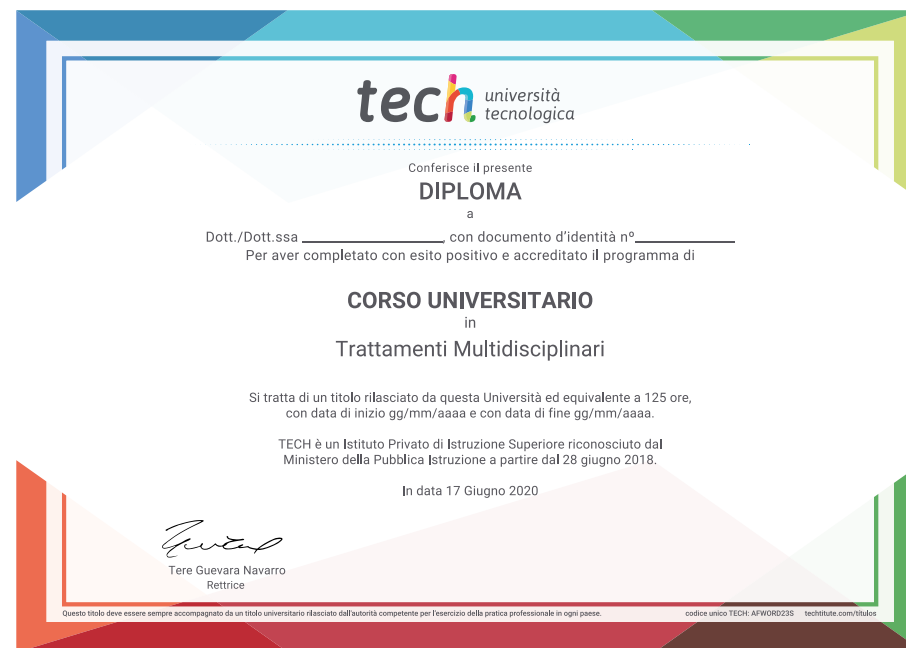 tech università
tecnologica
Conferisce il presente
DIPLOMA
a
Dott./Dott.ssa ____________________, con documento d'identità nº______________
Per aver completato con esito positivo e accreditato il programma di
CORSO UNIVERSITARIO
in
Trattamenti Multidisciplinari
Si tratta di un titolo rilasciato da questa Università ed equivalente a 125 ore,
con data di inizio gg/mm/aaaa e con data di fine gg/mm/aaaa.
TECH è un Istituto Privato di Istruzione Superiore riconosciuto dal
Ministero della Pubblica Istruzione a partire dal 28 giugno 2018.
In data 17 Giugno 2020
Tere Guevara Navarro
Rettrice
Questo titolo deve essere sempre accompagnato da un titolo universitario rilasciato dall'autorità competente per l'esercizio della pratica professionale in ogni paese. codice unico TECH: AFWORD23S techtitute.com/titulos